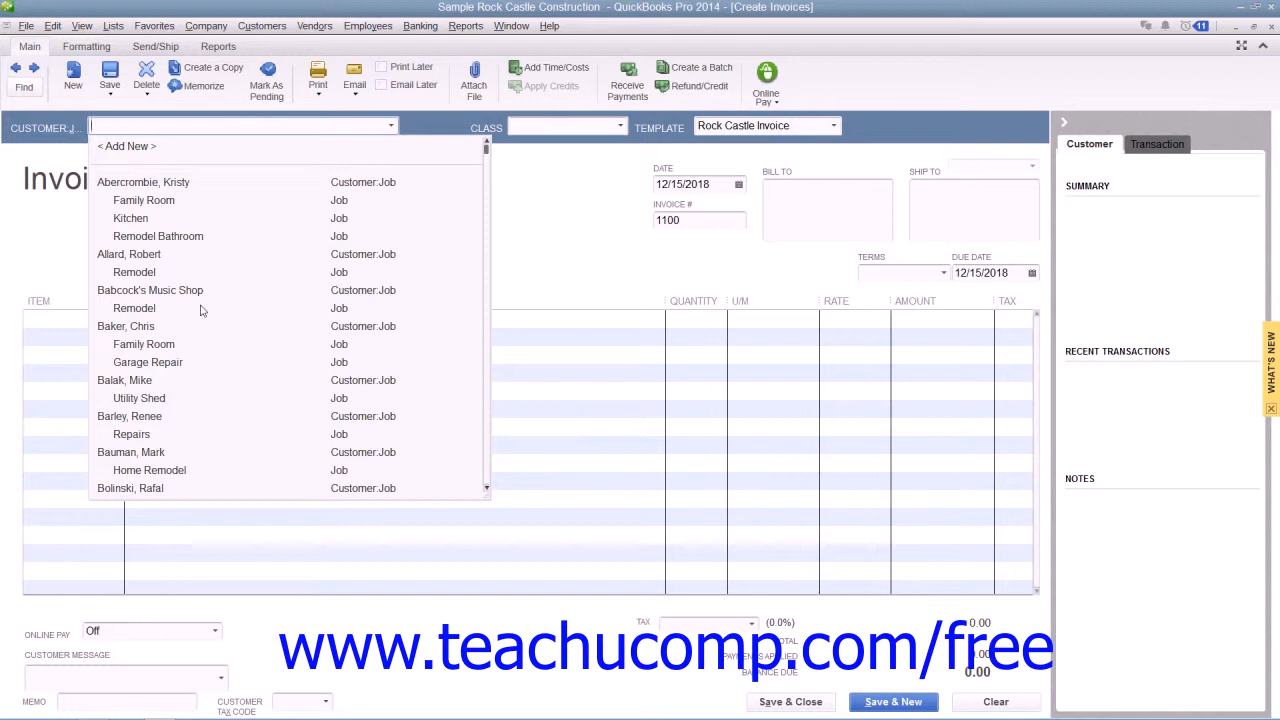 Sample Rock Castle Construction - QuickBooks Pro 2014 - [Create Invoices]
File Edit View Lists Favorites Company Customers Vendors Employees Banking Reports Window Help
11
Main Formatting Send/Ship Reports
Find
New
Save
Delete
Create a Copy
Memorize
Mark As
Pending
Print
Email
Print Later
Email Later
Attach
File
Add Time/Costs
Apply Credits
Receive
Payments
Create a Batch
Refund/Credit
Online
Pay
CUSTOMER:J... CLASS TEMPLATE Rock Castle Invoice
< Add New >
Abercrombie, Kristy Customer:Job
Family Room Job
Kitchen Job
Remodel Bathroom Job
Allard, Robert Customer:Job
Remodel Job
Babcock's Music Shop Customer:Job
Remodel Job
Baker, Chris Customer:Job
Family Room Job
Garage Repair Job
Balak, Mike Customer:Job
Utility Shed Job
Barley, Renee Customer:Job
Repairs Job
Bauman, Mark Customer:Job
Home Remodel Job
Bolinski, Rafal Customer:Job
Invoi
DATE
12/15/2018
INVOICE #
1100
BILL TO
SHIP TO
TERMS
DUE DATE
12/15/2018
ITEM QUANTITY U/M RATE AMOUNT TAX
Customer Transaction
SUMMARY
RECENT TRANSACTIONS
NOTES
WHAT'S NEW
ONLINE PAY Off
CUSTOMER MESSAGE
MEMO
CUSTOMER
TAX CODE
TAX (0.0%) 0.00
BALANCE DUE 0.00
www.teachucomp.com/free
Save & Close Save & New Clear